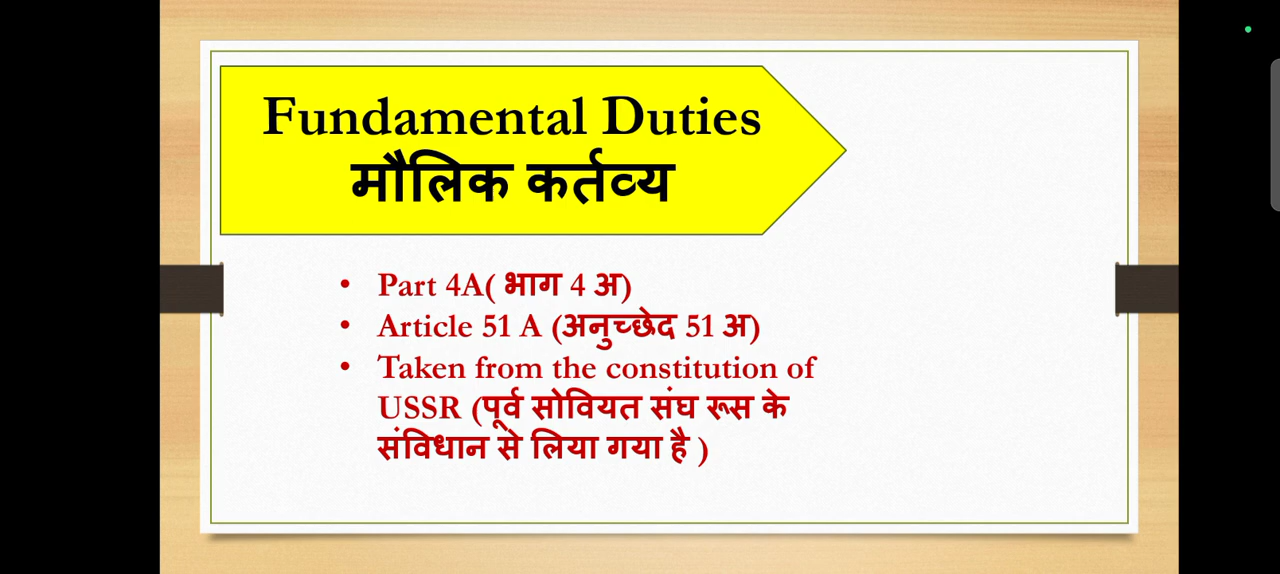 Fundamental Duties
मौलिक कर्तव्य
• Part 4A( भाग 4 अ)
• Article 51 A (अनुच्छेद 51 अ)
• Taken from the constitution of
USSR (पूर्व सोवियत संघ रूस के
संविधान से लिया गया है )